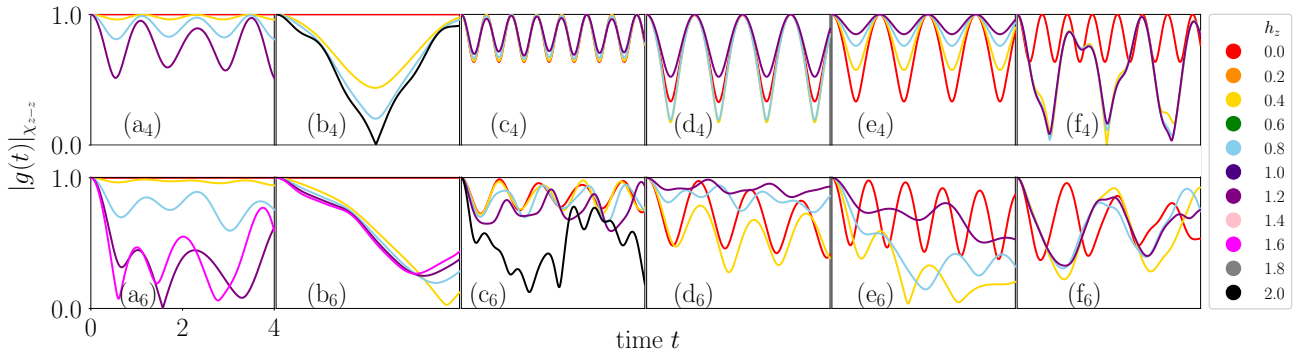 |g(t)|χz−z
1.0
0.0
(a4)
(b4)
(c4)
(d4)
(e4)
(f4)
1.0
0.0
(a6)
(b6)
(c6)
(d6)
(e6)
(f6)
0 2 4
time t
hz
0.0
0.2
0.4
0.6
0.8
1.0
1.2
1.4
1.6
1.8
2.0